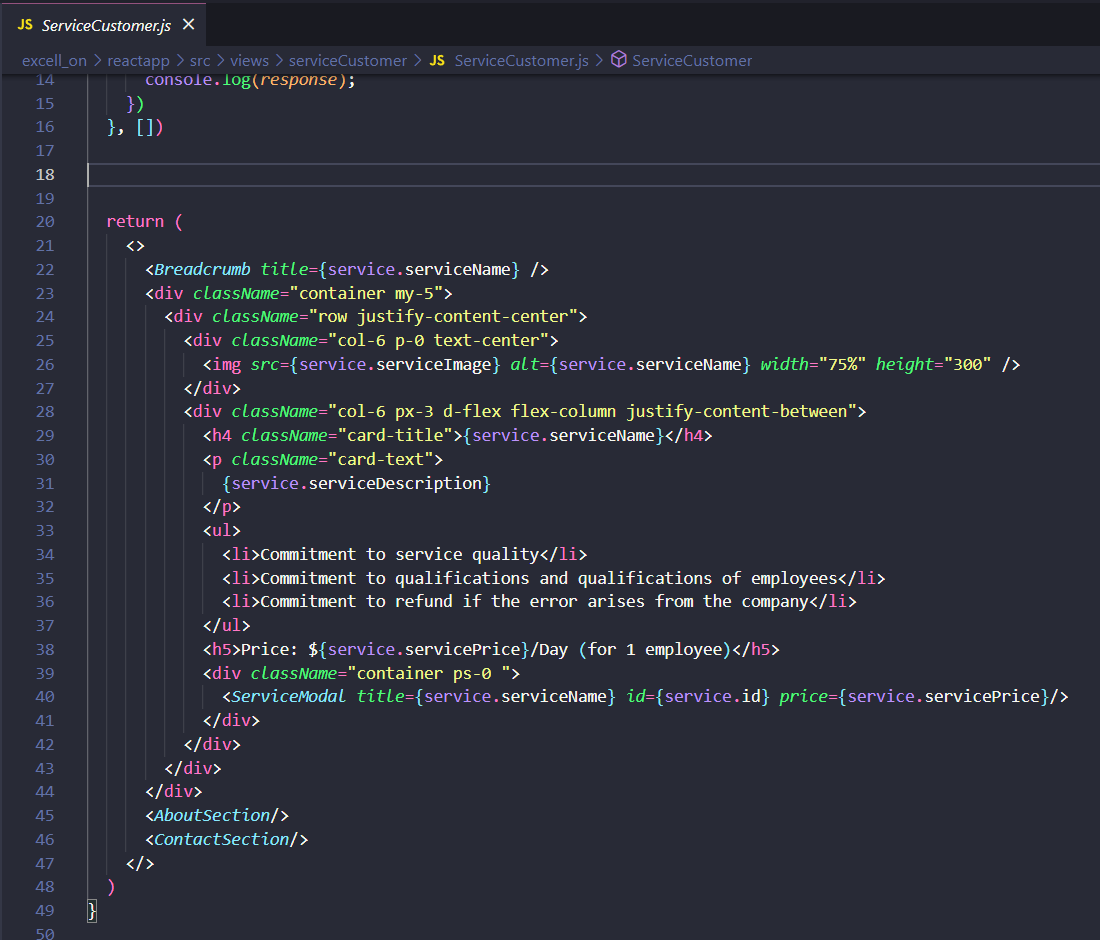 JS ServiceCustomer.js ×
excell_on > reactapp > src > views > serviceCustomer > JS ServiceCustomer.js > ServiceCustomer
14 console.log(response);
15 })
16 }, [])
17
18
19
20 return (
21 <>
22 <Breadcrumb title={service.serviceName} />
23 <div className="container my-5">
24 <div className="row justify-content-center">
25 <div className="col-6 p-0 text-center">
26 <img src={service.serviceImage} alt={service.serviceName} width="75%" height="300" />
27 </div>
28 <div className="col-6 px-3 d-flex flex-column justify-content-between">
29 <h4 className="card-title">{service.serviceName}</h4>
30 <p className="card-text">
31 {service.serviceDescription}
32 </p>
33 <ul>
34 <li>Commitment to service quality</li>
35 <li>Commitment to qualifications and qualifications of employees</li>
36 <li>Commitment to refund if the error arises from the company</li>
37 </ul>
38 <h5>Price: ${service.servicePrice}/Day (for 1 employee)</h5>
39 <div className="container ps-0 ">
40 <ServiceModal title={service.serviceName} id={service.id} price={service.servicePrice}/>
41 </div>
42 </div>
43 </div>
44 </div>
45 <AboutSection/>
46 <ContactSection/>
47 </>
48 )
49 }
50